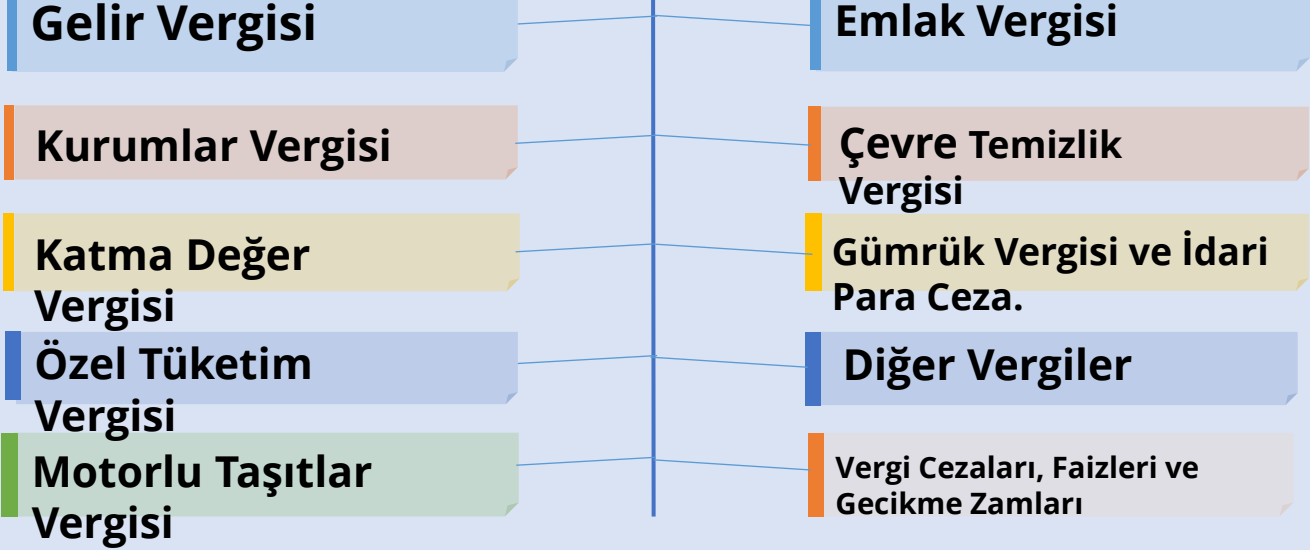 Gelir Vergisi
Kurumlar Vergisi
Katma Değer
Vergisi
Özel Tüketim
Vergisi
Motorlu Taşıtlar
Vergisi
Emlak Vergisi
Çevre Temizlik
Vergisi
Gümrük Vergisi ve İdari
Para Ceza.
Diğer Vergiler
Vergi Cezaları, Faizleri ve
Gecikme Zamları